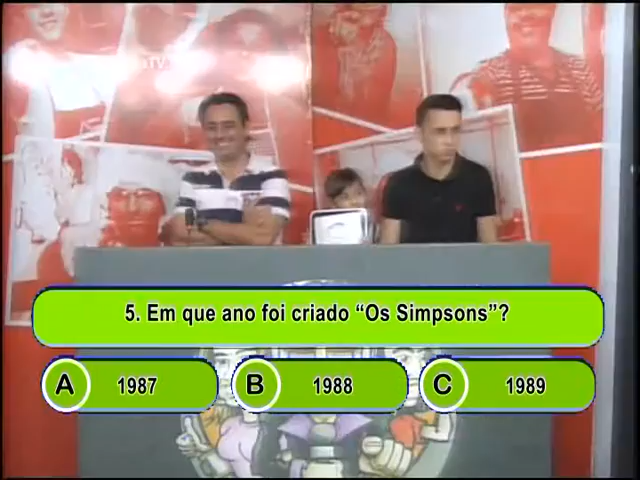 5. Em que ano foi criado “Os Simpsons”?
A 1987
B 1988
C 1989